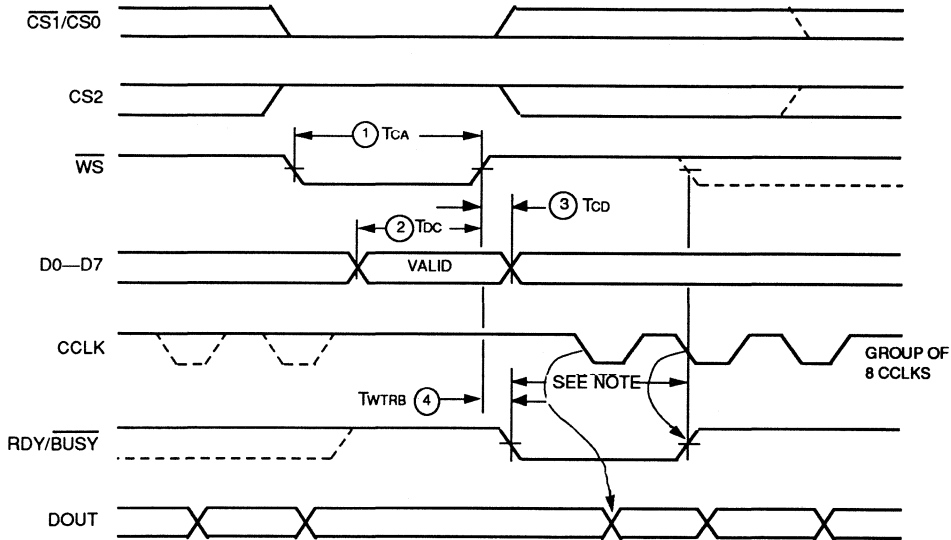 CS1/CS0
CS2
1 TCA
WS
3 TCD
2 TDC
D0—D7
VALID
CCLK
GROUP OF
8 CCLKS
SEE NOTE
TWTRB 4
RDY/BUSY
DOUT